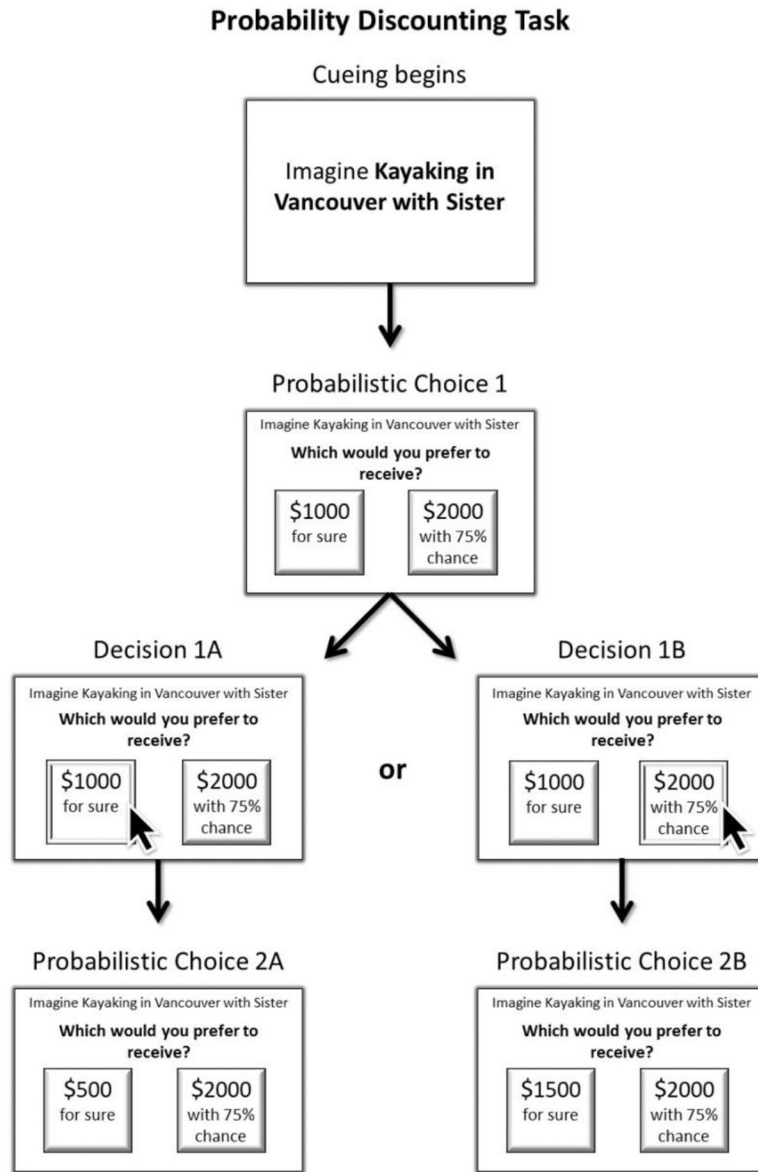 Probability Discounting Task
Cueing begins
Imagine Kayaking in
Vancouver with Sister
Probabilistic Choice 1
Imagine Kayaking in Vancouver with Sister
Which would you prefer to
receive?
$1000
for sure
$2000
with 75%
chance
Decision 1A
Imagine Kayaking in Vancouver with Sister
Which would you prefer to
receive?
$1000
for sure
$2000
with 75%
chance
or
Decision 1B
Imagine Kayaking in Vancouver with Sister
Which would you prefer to
receive?
$1000
for sure
$2000
with 75%
chance
Probabilistic Choice 2A
Imagine Kayaking in Vancouver with Sister
Which would you prefer to
receive?
$500
for sure
$2000
with 75%
chance
Probabilistic Choice 2B
Imagine Kayaking in Vancouver with Sister
Which would you prefer to
receive?
$1500
for sure
$2000
with 75%
chance